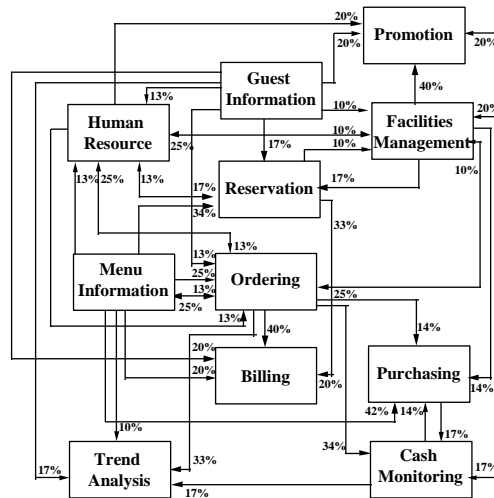 20%
Promotion
20%
20%
Guest
Information
13%
40%
10%
20%
Human
Resource
Facilities
Management
25%
10%
10%
17%
10%
13%
25%
13%
17%
34%
Reservation
17%
33%
13%
13%
Menu
Information
25%
13%
25%
Ordering
25%
13%
40%
14%
20%
20%
Billing
20%
Purchasing
14%
42%
14%
10%
17%
34%
33%
Trend
Analysis
17%
17%
Cash
Monitoring
17%